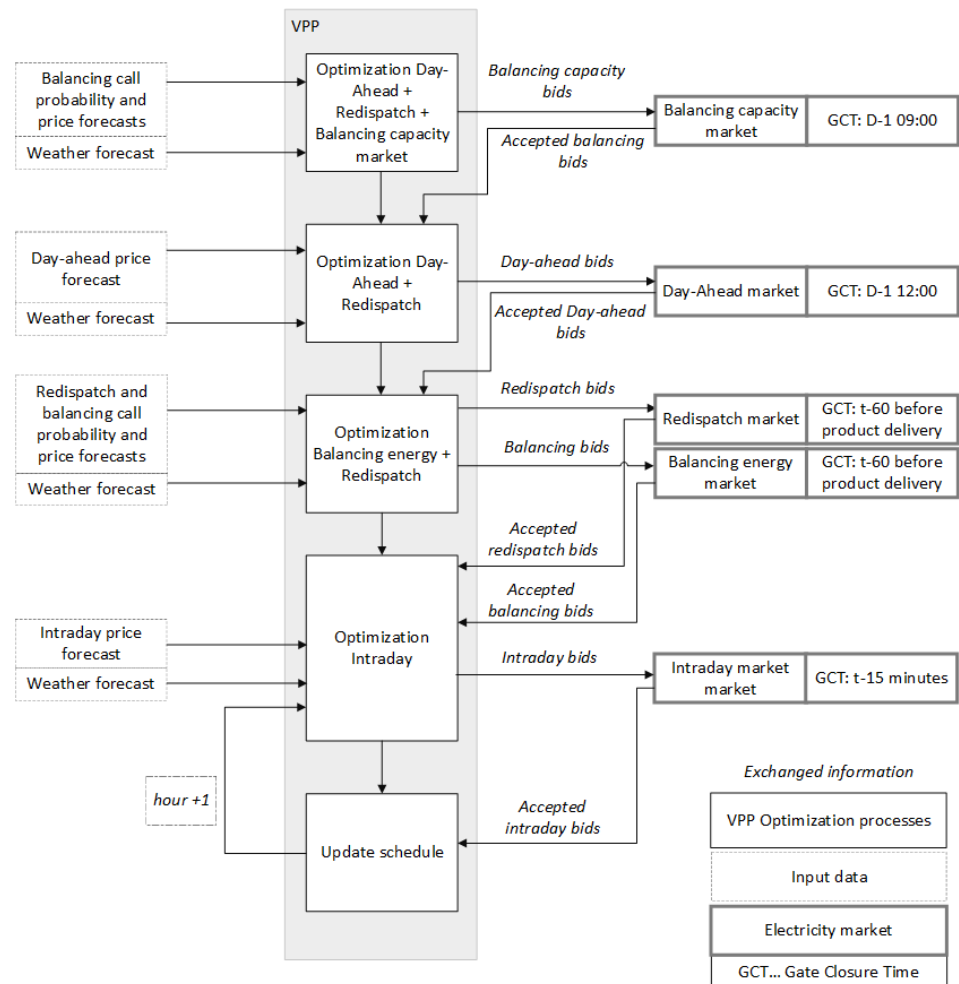 VPP
Balancing call
probability and
price forecasts
Weather forecast
Optimization Day-
Ahead +
Redispatch +
Balancing capacity
market
Balancing capacity
bids
Accepted balancing
bids
Balancing capacity
market
GCT: D-1 09:00
Day-ahead price
forecast
Weather forecast
Optimization Day-
Ahead +
Redispatch
Day-ahead bids
Accepted Day-ahead
bids
Day-Ahead market
GCT: D-1 12:00
Redispatch and
balancing call
probability and
price forecasts
Weather forecast
Optimization
Balancing energy +
Redispatch
Redispatch bids
Balancing bids
Redispatch market
GCT: t-60 before
product delivery
Balancing energy
market
GCT: t-60 before
product delivery
Accepted
redispatch bids
Accepted
balancing bids
Intraday price
forecast
Weather forecast
Optimization
Intraday
Intraday bids
Intraday market
market
GCT: t-15 minutes
hour +1
Update schedule
Accepted
intraday bids
Exchanged information
VPP Optimization processes
Input data
Electricity market
GCT... Gate Closure Time